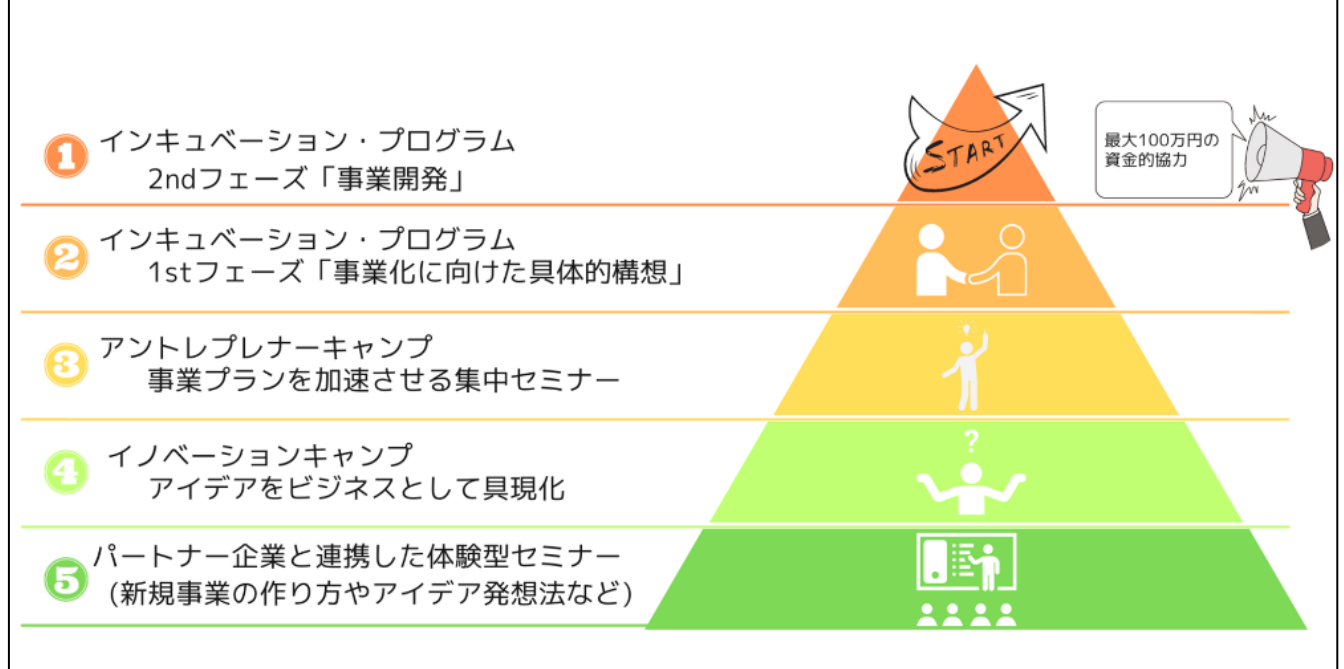 1
インキュベーション・プログラム
2ndフェーズ「事業開発」
START
最大100万円の
資金的協力
2
インキュベーション・プログラム
1stフェーズ「事業化に向けた具体的構想」
3
アントレプレナーキャンプ
事業プランを加速させる集中セミナー
4
イノベーションキャンプ
アイデアをビジネスとして具現化
?
5
パートナー企業と連携した体験型セミナー
(新規事業の作り方やアイデア発想法など)